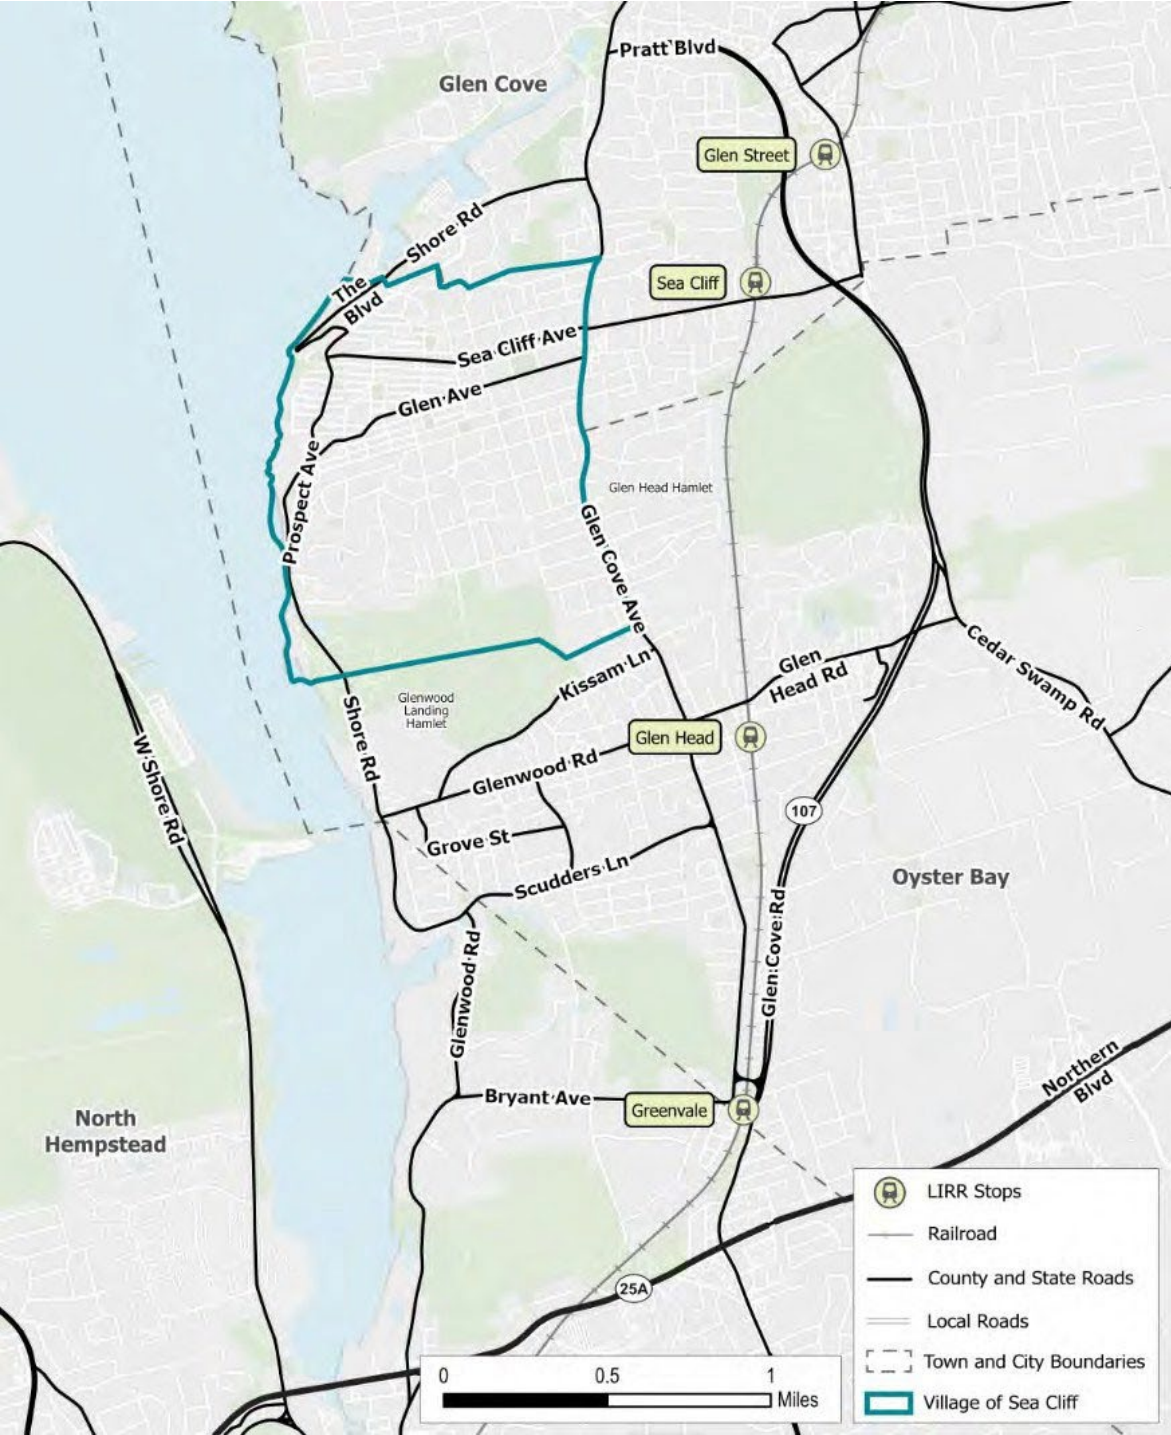 Pratt Blvd
Glen Cove
Glen Street
Shore Rd
Sea Cliff
The
Blvd
Sea Cliff Ave
Glen Ave
Prospect Ave
Glen Head Hamlet
Glen Cove Ave
Cedar Swamp Rd
Kissam Ln
Glen
Head Rd
Glenwood
Landing
Hamlet
Shore Rd
Glen Head
W Shore Rd
Glenwood Rd
107
Grove St
Scudders Ln
Oyster Bay
Glenwood Rd
Glen Cove Rd
Northern
Blvd
Bryant Ave
Greenvale
North
Hempstead
25A
LIRR Stops
Railroad
County and State Roads
Local Roads
Town and City Boundaries
Village of Sea Cliff
0 0.5 1
Miles